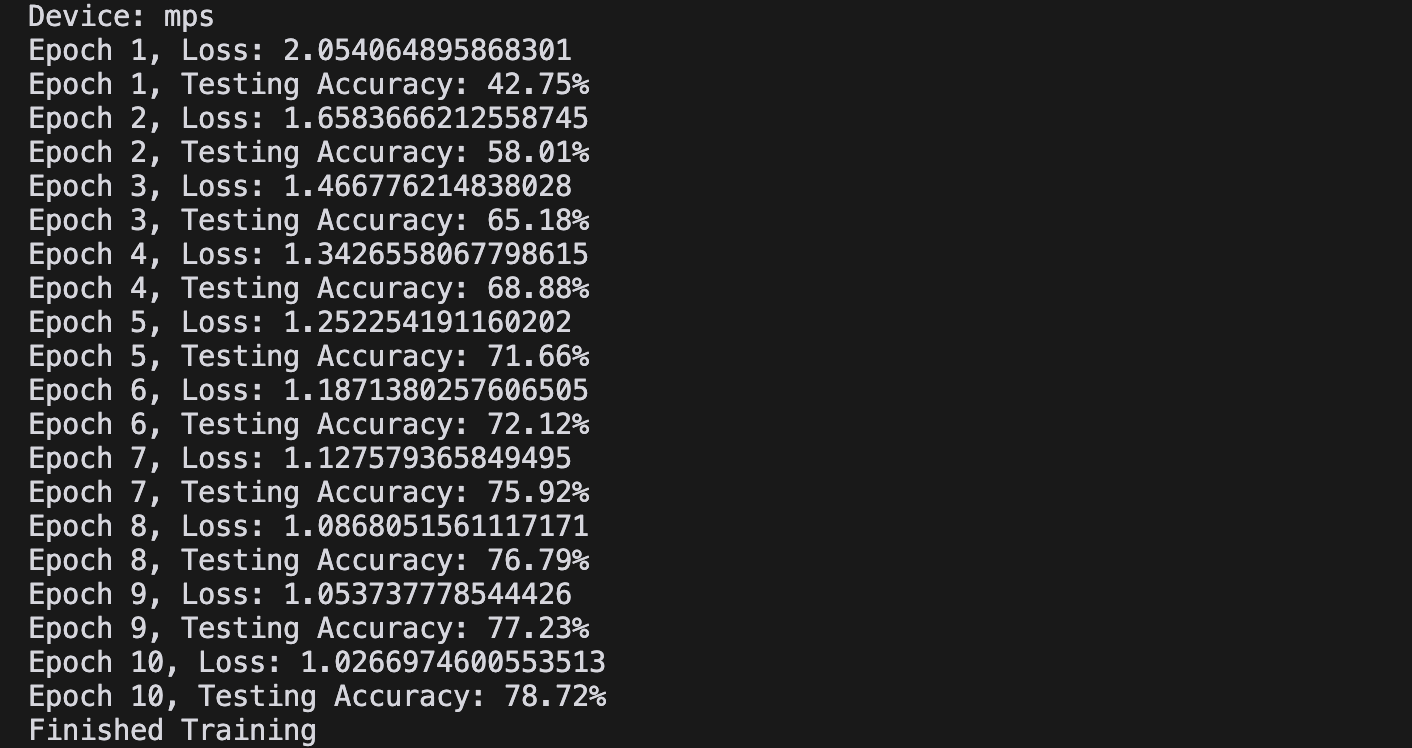 Device: mps
Epoch 1, Loss: 2.054064895868301
Epoch 1, Testing Accuracy: 42.75%
Epoch 2, Loss: 1.6583666212558745
Epoch 2, Testing Accuracy: 58.01%
Epoch 3, Loss: 1.466776214838028
Epoch 3, Testing Accuracy: 65.18%
Epoch 4, Loss: 1.3426558067798615
Epoch 4, Testing Accuracy: 68.88%
Epoch 5, Loss: 1.252254191160202
Epoch 5, Testing Accuracy: 71.66%
Epoch 6, Loss: 1.1871380257606505
Epoch 6, Testing Accuracy: 72.12%
Epoch 7, Loss: 1.127579365849495
Epoch 7, Testing Accuracy: 75.92%
Epoch 8, Loss: 1.0868051561117171
Epoch 8, Testing Accuracy: 76.79%
Epoch 9, Loss: 1.053737778544426
Epoch 9, Testing Accuracy: 77.23%
Epoch 10, Loss: 1.0266974600553513
Epoch 10, Testing Accuracy: 78.72%
Finished Training